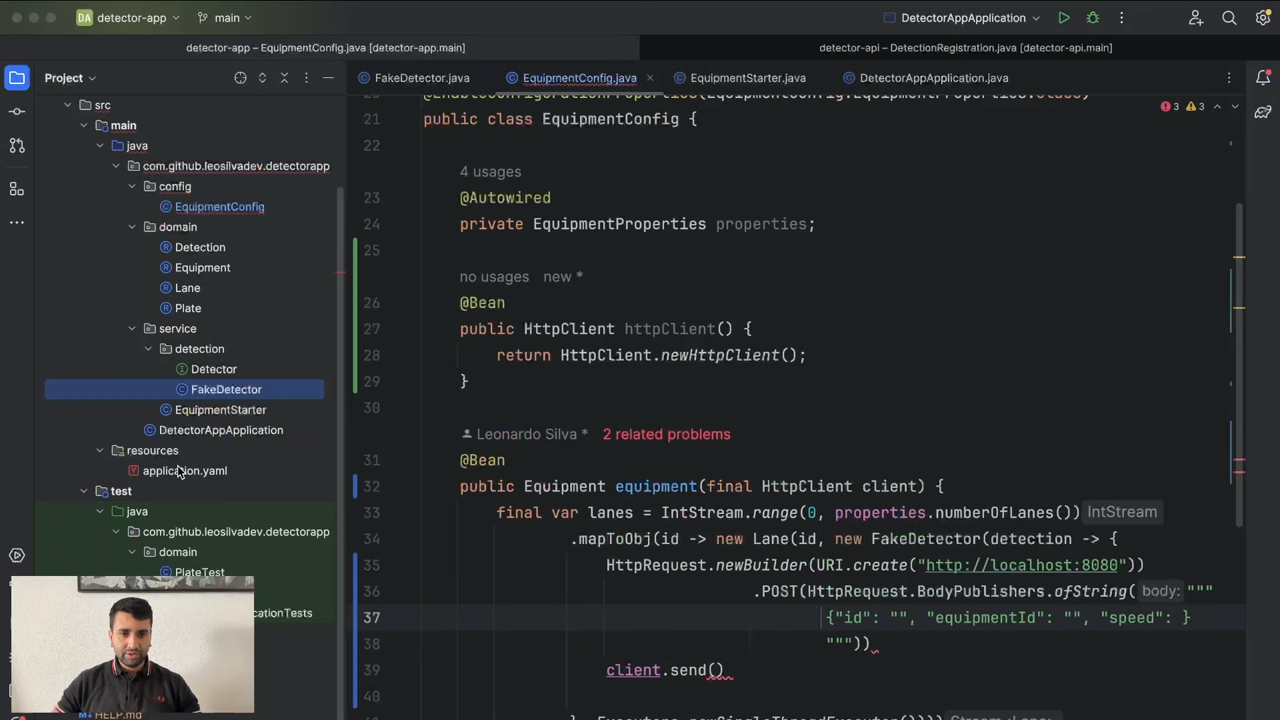 DA detector-app main DetectorAppApplication
detector-app – EquipmentConfig.java [detector-app.main] detector-api – DetectionRegistration.java [detector-api.main]
Project FakeDetector.java EquipmentConfig.java EquipmentStarter.java DetectorAppApplication.java
src
main
java
com.github.leosilvadev.detectorapp
config
EquipmentConfig
domain
Detection
Equipment
Lane
Plate
service
detection
Detector
FakeDetector
EquipmentStarter
DetectorAppApplication
resources
application.yaml
test
java
com.github.leosilvadev.detectorapp
domain
PlateTest
cationTests
HELP.md
3 3
21 public class EquipmentConfig {
22
4 usages
23 @Autowired
24 private EquipmentProperties properties;
25
no usages new *
26 @Bean
27 public HttpClient httpClient() {
28 return HttpClient.newHttpClient();
29 }
30
Leonardo Silva * 2 related problems
31 @Bean
32 public Equipment equipment(final HttpClient client) {
33 final var lanes = IntStream.range(0, properties.numberOfLanes()) IntStream
34 .mapToObj(id -> new Lane(id, new FakeDetector(detection -> {
35 HttpRequest.newBuilder(URI.create("http://localhost:8080"))
36 .POST(HttpRequest.BodyPublishers.ofString( body: """
37 {"id": "", "equipmentId": "", "speed": }
38 """))
39 client.send()
40